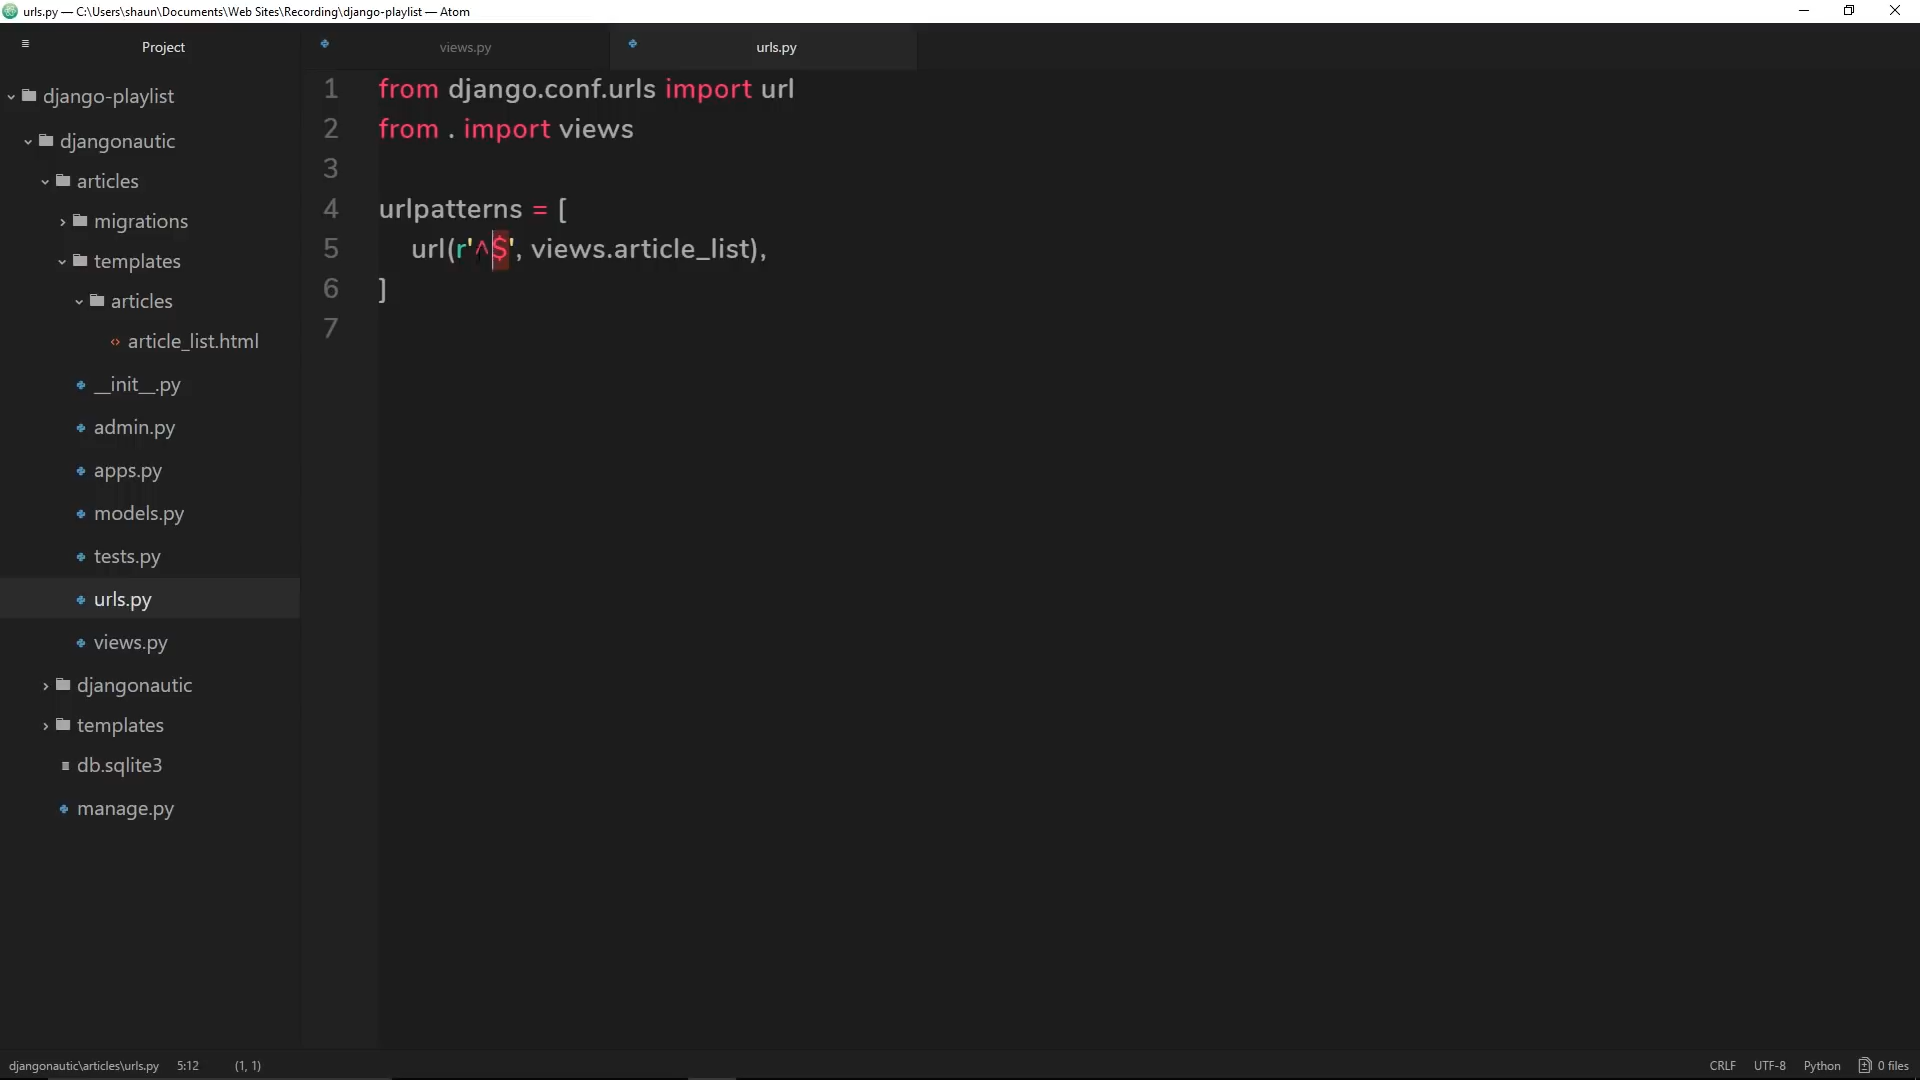 urls.py — C:\Users\shaun\Documents\Web Sites\Recording\django-playlist — Atom
Project
views.py
urls.py
django-playlist
djangonautic
articles
migrations
templates
articles
article_list.html
__init__.py
admin.py
apps.py
models.py
tests.py
urls.py
views.py
djangonautic
templates
db.sqlite3
manage.py
1 from django.conf.urls import url
2 from . import views
3
4 urlpatterns = [
5 url(r'^$', views.article_list),
6 ]
7
djangonautic\articles\urls.py 5:12 (1, 1)
CRLF UTF-8 Python 0 files